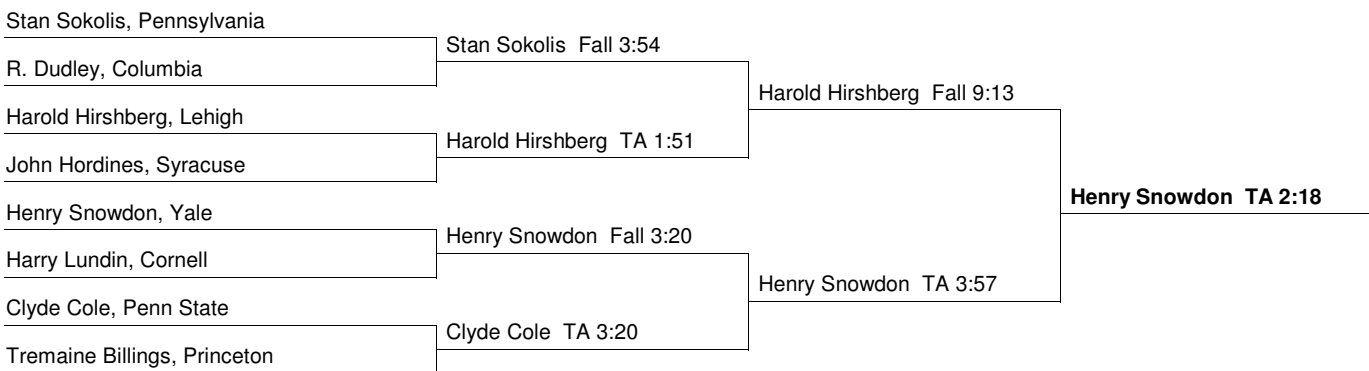 Stan Sokolis, Pennsylvania
Stan Sokolis Fall 3:54
R. Dudley, Columbia
Harold Hirshberg Fall 9:13
Harold Hirshberg, Lehigh
Harold Hirshberg TA 1:51
John Hordines, Syracuse
Henry Snowdon TA 2:18
Henry Snowdon, Yale
Henry Snowdon Fall 3:20
Harry Lundin, Cornell
Henry Snowdon TA 3:57
Clyde Cole, Penn State
Clyde Cole TA 3:20
Tremaine Billings, Princeton